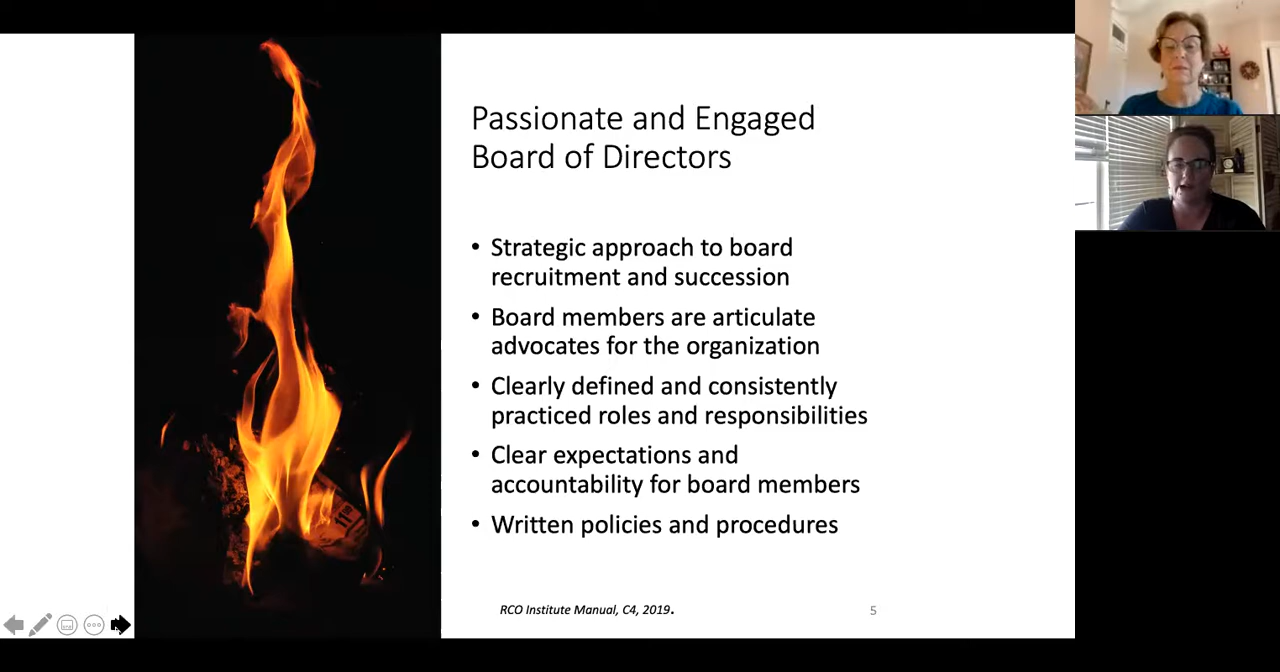 Passionate and Engaged
Board of Directors
• Strategic approach to board
recruitment and succession
• Board members are articulate
advocates for the organization
• Clearly defined and consistently
practiced roles and responsibilities
• Clear expectations and
accountability for board members
• Written policies and procedures
RCO Institute Manual, C4, 2019.
5